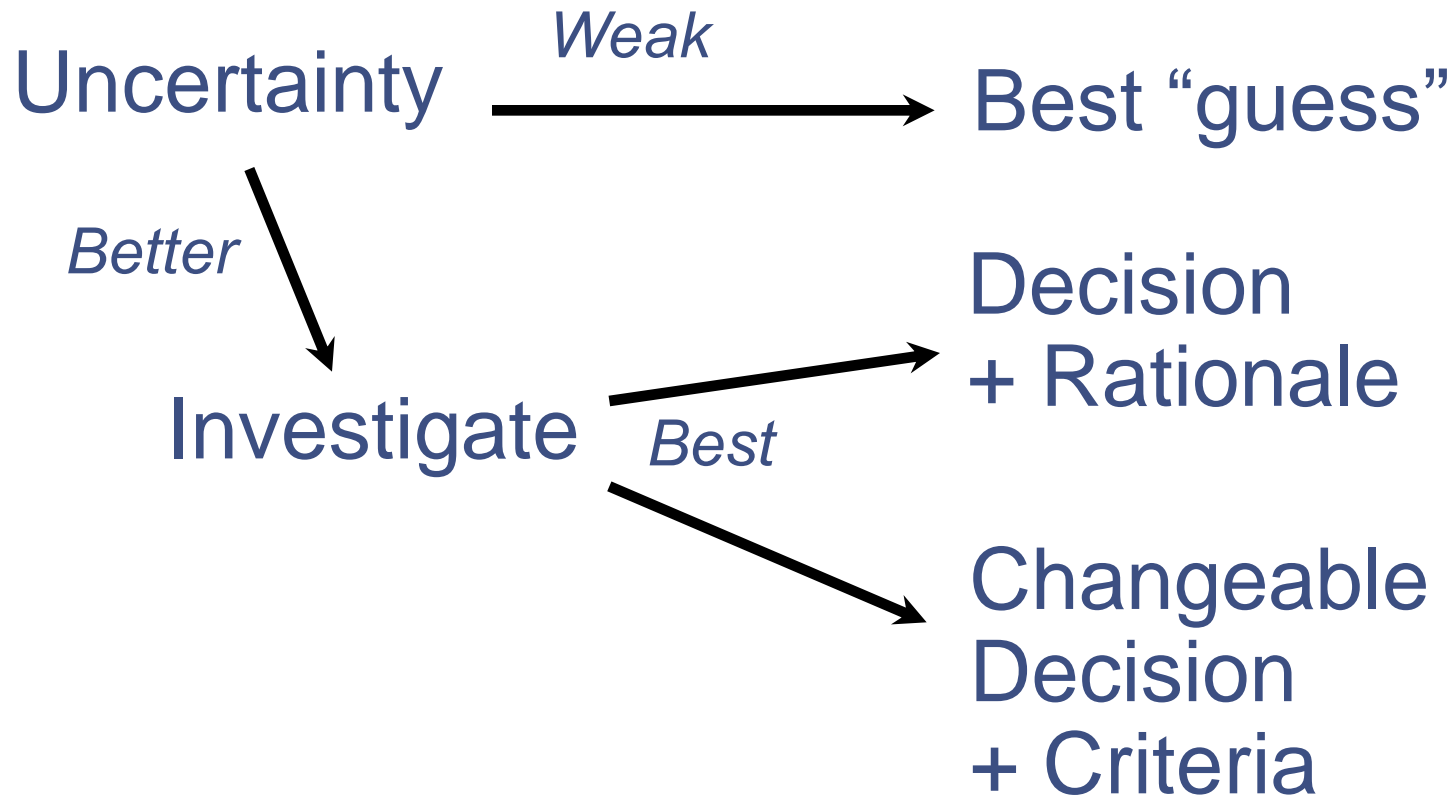 Weak
Uncertainty
Best “guess”
Better
Decision
+ Rationale
Investigate
Best
Changeable
Decision
+ Criteria